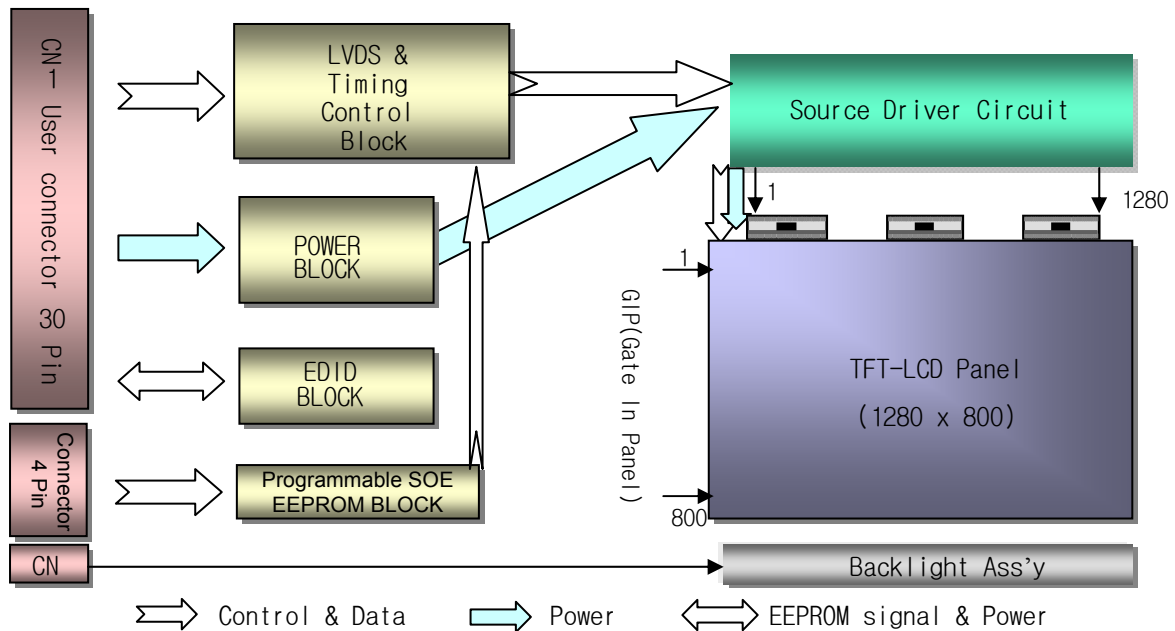 CN-1 User connector 30 Pin
LVDS &
Timing
Control
Block
Source Driver Circuit
1
1280
POWER
BLOCK
1
GIP(Gate In Panel)
TFT-LCD Panel
(1280 x 800)
EDID
BLOCK
Connector
4 Pin
Programmable SOE
EEPROM BLOCK
800
CN
Backlight Ass'y
Control & Data
Power
EEPROM signal & Power